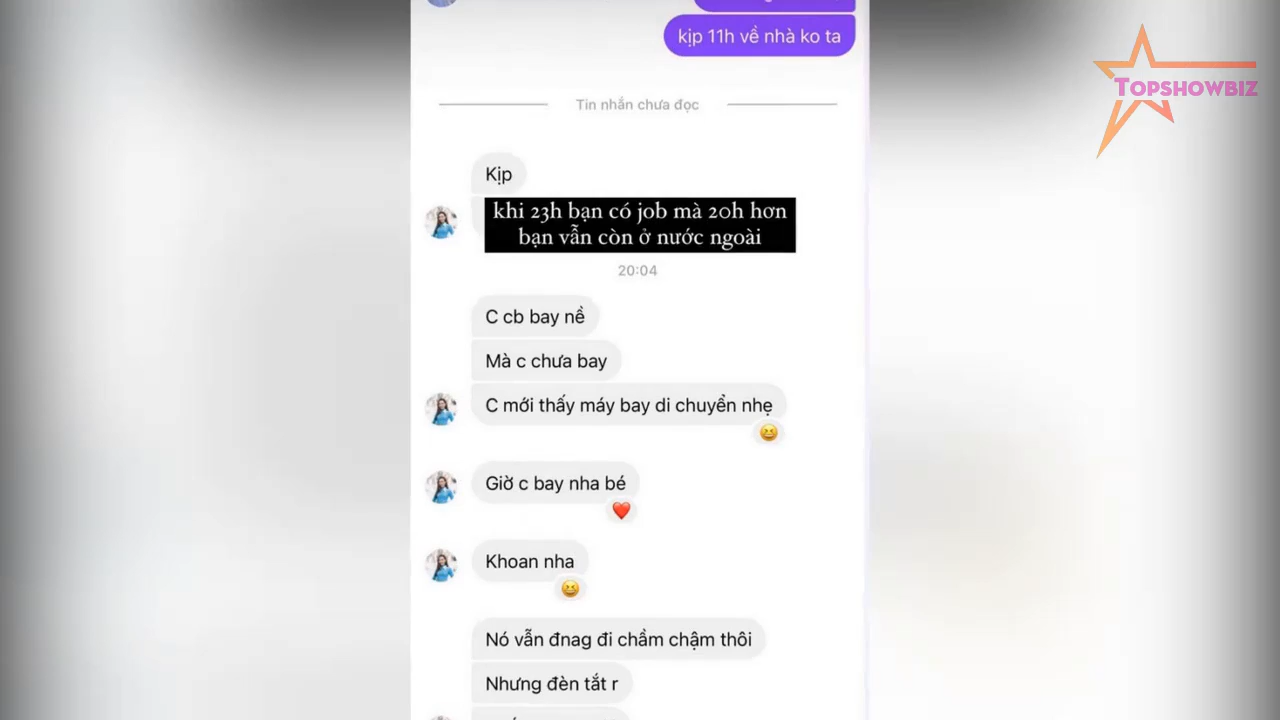 kịp 11h về nhà ko ta
TOPSHOWBIZ
Tin nhắn chưa đọc
Kịp
khi 23h bạn có job mà 20h hơn
bạn vẫn còn ở nước ngoài
20:04
C cb bay nề
Mà c chưa bay
C mới thấy máy bay di chuyển nhẹ
Giờ c bay nha bé
Khoan nha
Nó vẫn đnag đi chầm chậm thôi
Nhưng đèn tắt r